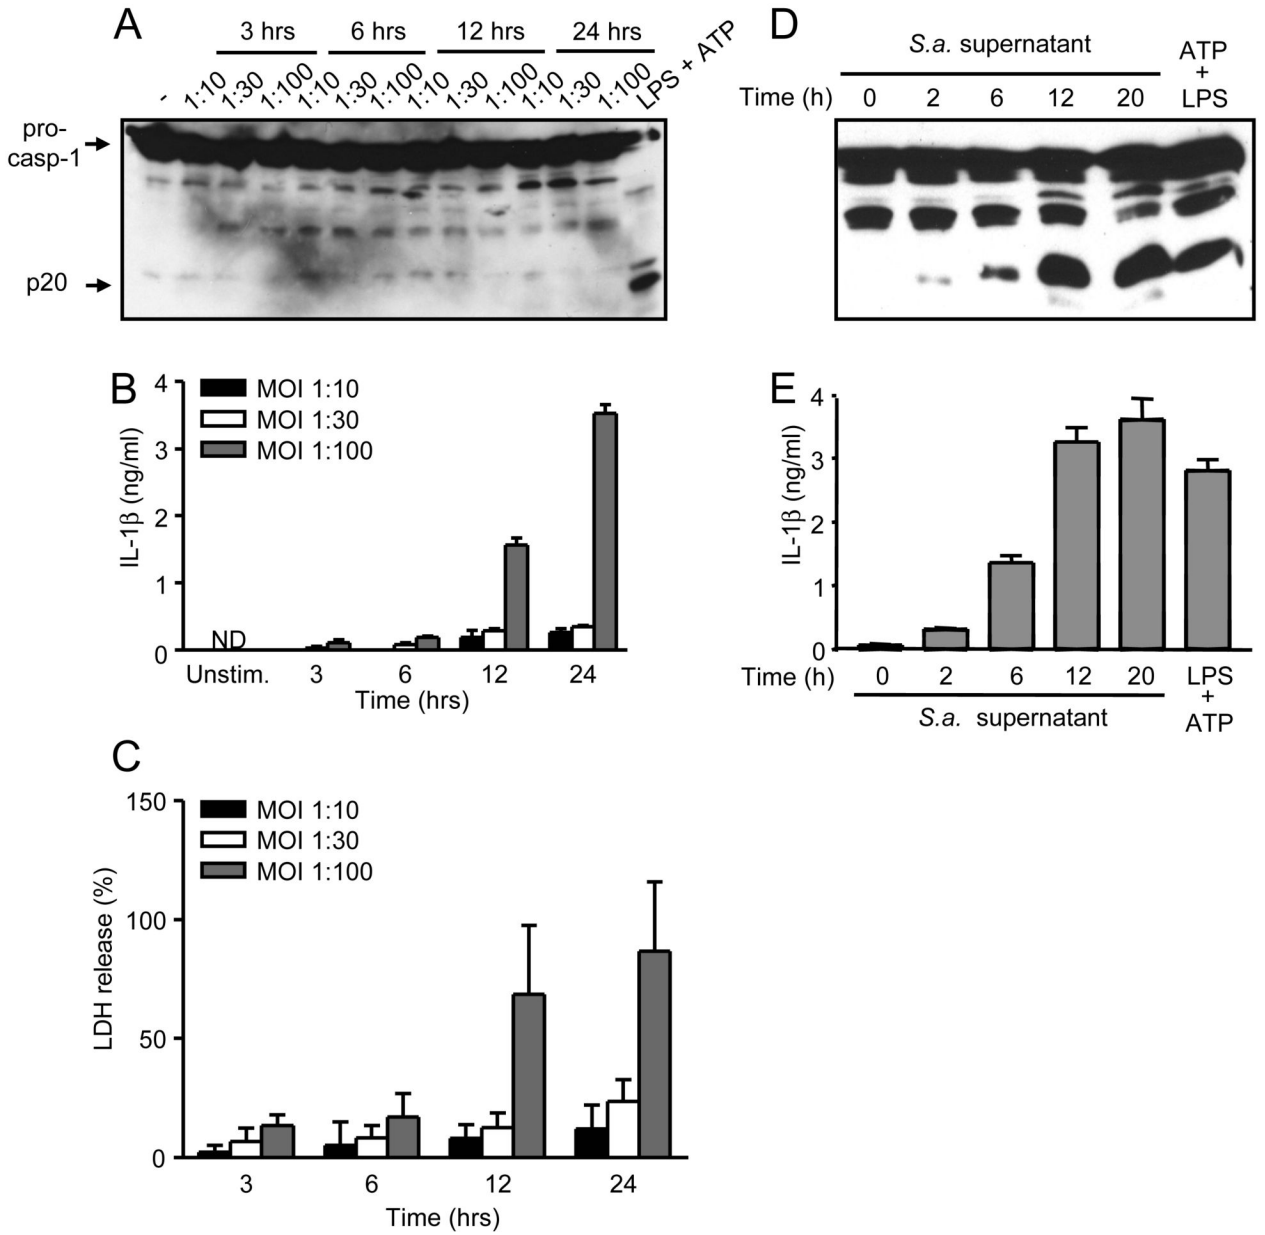 A
3 hrs 6 hrs 12 hrs 24 hrs
- 1:10 1:30 1:100 1:10 1:30 1:100 1:10 1:30 1:100 1:10 1:30 1:100 LPS + ATP
pro-
casp-1
p20
D
S.a. supernatant
ATP
+
LPS
Time (h) 0 2 6 12 20
B
MOI 1:10
MOI 1:30
MOI 1:100
IL-1β (ng/ml)
4
3
2
1
0
ND
Unstim. 3 6 12 24
Time (hrs)
E
IL-1β (ng/ml)
4
3
2
1
0
Time (h) 0 2 6 12 20 LPS
+
ATP
S.a. supernatant
C
MOI 1:10
MOI 1:30
MOI 1:100
LDH release (%)
150
100
50
0
3 6 12 24
Time (hrs)